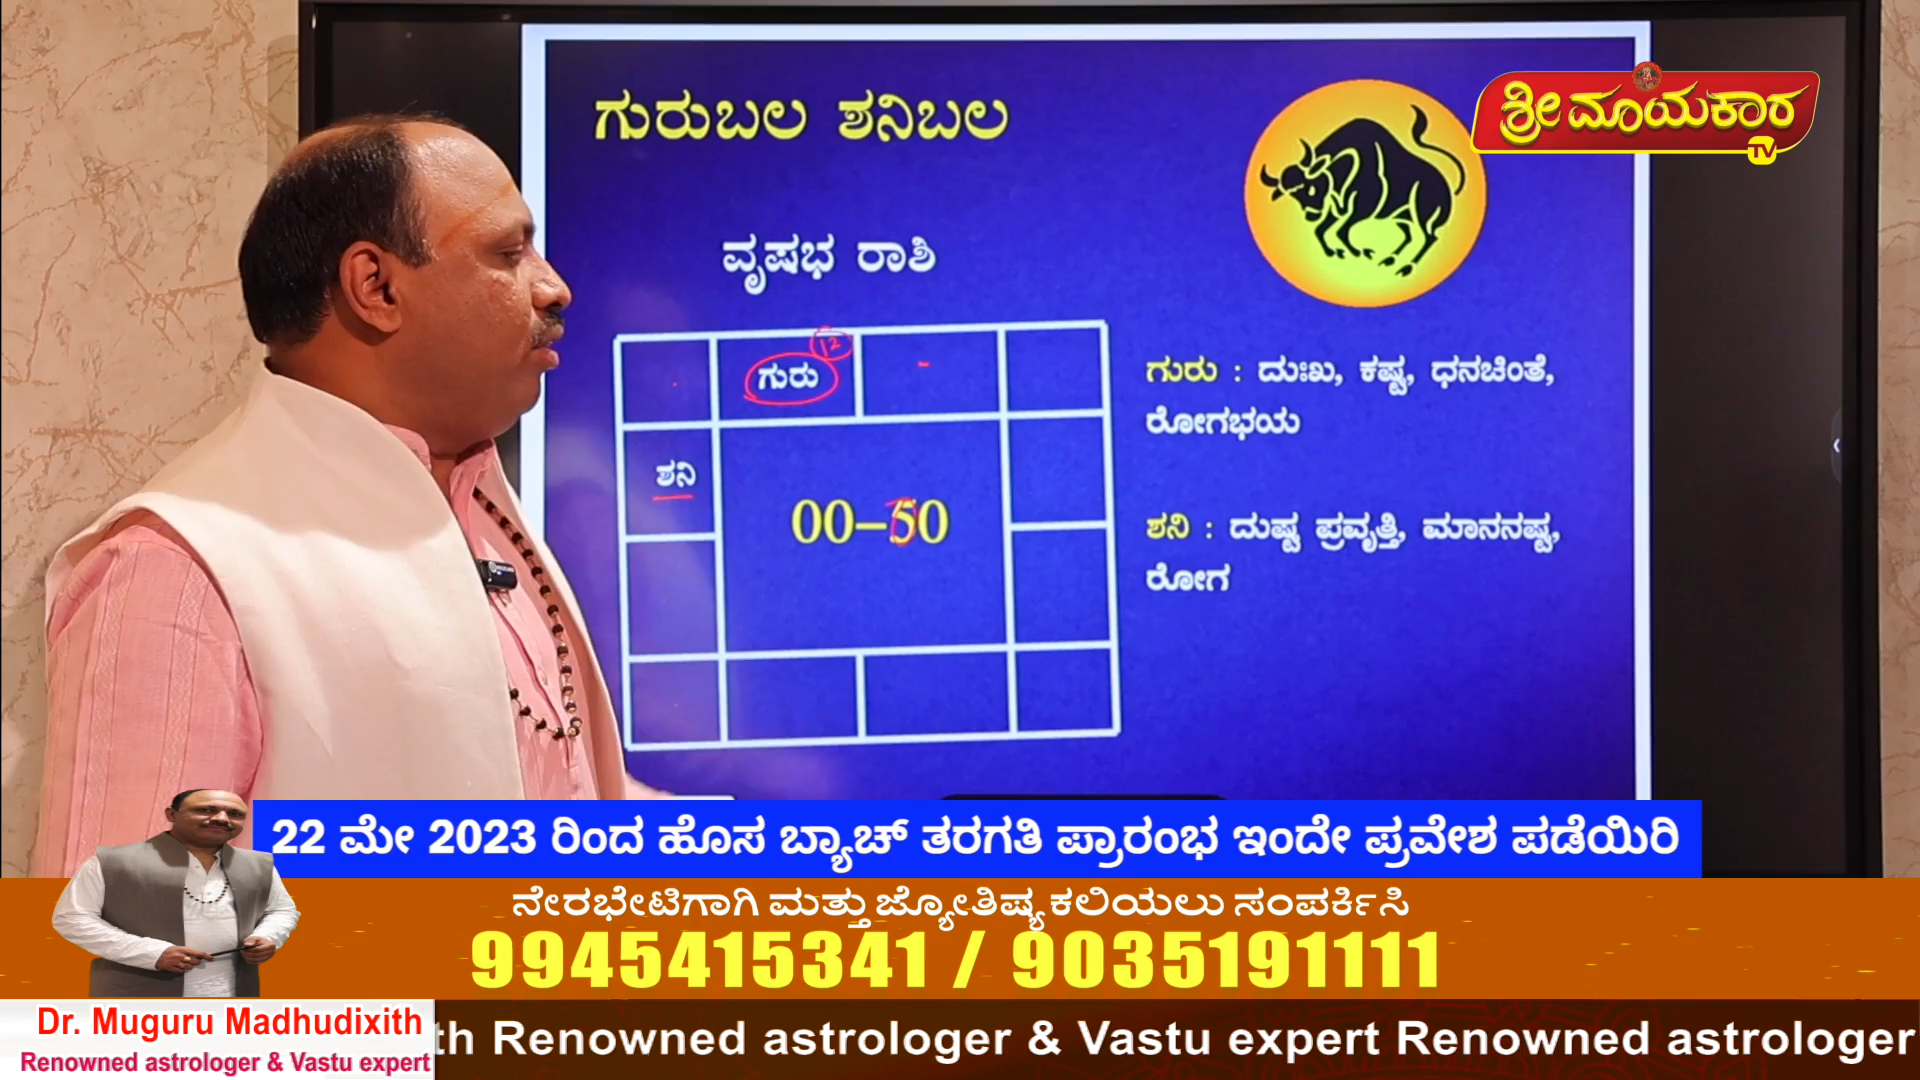 ಗುರುಬಲ ಶನಿಬಲ
ಶ್ರೀ ಮಾಯಕಾರ
TV
ವೃಷಭ ರಾಶಿ
12
ಗುರು
ಶನಿ
00–50
ಗುರು : ದುಃಖ, ಕಷ್ಟ, ಧನಚಿಂತೆ,
ರೋಗಭಯ
ಶನಿ : ದುಷ್ಟ ಪ್ರವೃತ್ತಿ, ಮಾನನಷ್ಟ,
ರೋಗ
22 ಮೇ 2023 ರಿಂದ ಹೊಸ ಬ್ಯಾಚ್ ತರಗತಿ ಪ್ರಾರಂಭ ಇಂದೇ ಪ್ರವೇಶ ಪಡೆಯಿರಿ
ನೇರಭೇಟಿಗಾಗಿ ಮತ್ತು ಜ್ಯೋತಿಷ್ಯ ಕಲಿಯಲು ಸಂಪರ್ಕಿಸಿ
9945415341 / 9035191111
Dr. Muguru Madhudixith
Renowned astrologer & Vastu expert
th Renowned astrologer & Vastu expert Renowned astrologer